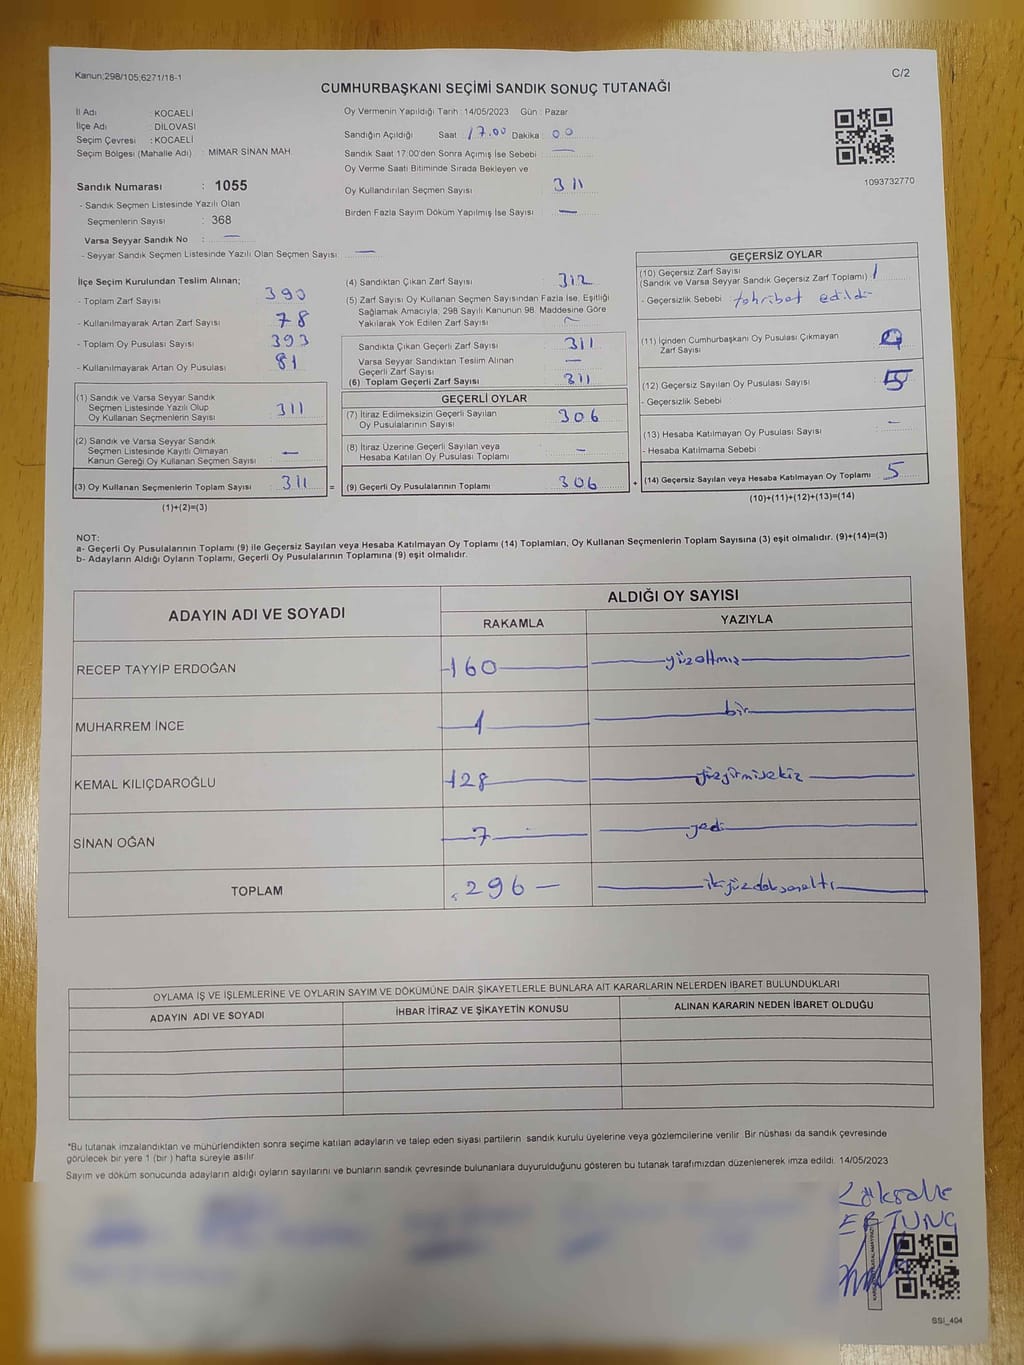 Kanun;298/105;6271/18-1
C/2
CUMHURBAŞKANI SEÇİMİ SANDIK SONUÇ TUTANAĞI
İl Adı : KOCAELİ
İlçe Adı : DİLOVASI
Seçim Çevresi : KOCAELİ
Seçim Bölgesi (Mahalle Adı) : MİMAR SİNAN MAH.
Sandık Numarası : 1055
- Sandık Seçmen Listesinde Yazılı Olan
Seçmenlerin Sayısı : 368
Varsa Seyyar Sandık No : —
- Seyyar Sandık Seçmen Listesinde Yazılı Olan Seçmen Sayısı: —
Oy Vermenin Yapıldığı Tarih : 14/05/2023 Gün : Pazar
Sandığın Açıldığı Saat 17.00 Dakika 00
Sandık Saat 17:00'den Sonra Açımış İse Sebebi : —
Oy Verme Saati Bitiminde Sırada Bekleyen ve
Oy Kullandırılan Seçmen Sayısı : 311
Birden Fazla Sayım Döküm Yapılmış İse Sayısı : —
1093732770
İlçe Seçim Kurulundan Teslim Alınan;
- Toplam Zarf Sayısı : 390
- Kullanılmayarak Artan Zarf Sayısı : 78
- Toplam Oy Pusulası Sayısı : 393
- Kullanılmayarak Artan Oy Pusulası : 81
(1) Sandık ve Varsa Seyyar Sandık
Seçmen Listesinde Yazılı Olup
Oy Kullanan Seçmenlerin Sayısı : 311
(2) Sandık ve Varsa Seyyar Sandık
Seçmen Listesinde Kayıtlı Olmayan
Kanun Gereği Oy Kullanan Seçmen Sayısı : —
(3) Oy Kullanan Seçmenlerin Toplam Sayısı : 311 =
(1)+(2)=(3)
(4) Sandıktan Çıkan Zarf Sayısı : 312
(5) Zarf Sayısı Oy Kullanan Seçmen Sayısından Fazla İse, Eşitliği
Sağlamak Amacıyla, 298 Sayılı Kanunun 98. Maddesine Göre
Yakılarak Yok Edilen Zarf Sayısı : ~
Sandıkta Çıkan Geçerli Zarf Sayısı : 311
Varsa Seyyar Sandıktan Teslim Alınan
Geçerli Zarf Sayısı : —
(6) Toplam Geçerli Zarf Sayısı : 311
GEÇERLİ OYLAR
(7) İtiraz Edilmeksizin Geçerli Sayılan
Oy Pusulalarının Sayısı : 306
(8) İtiraz Üzerine Geçerli Sayılan veya
Hesaba Katılan Oy Pusulası Toplamı : —
(9) Geçerli Oy Pusulalarının Toplamı : 306 +
GEÇERSİZ OYLAR
(10) Geçersiz Zarf Sayısı
(Sandık ve Varsa Seyyar Sandık Geçersiz Zarf Toplamı) : 1
- Geçersizlik Sebebi : tahribat edildi
(11) İçinden Cumhurbaşkanı Oy Pusulası Çıkmayan
Zarf Sayısı :
(12) Geçersiz Sayılan Oy Pusulası Sayısı : 5
- Geçersizlik Sebebi :
(13) Hesaba Katılmayan Oy Pusulası Sayısı : —
- Hesaba Katılmama Sebebi :
(14) Geçersiz Sayılan veya Hesaba Katılmayan Oy Toplamı : 5
(10)+(11)+(12)+(13)=(14)
NOT:
a- Geçerli Oy Pusulalarının Toplamı (9) ile Geçersiz Sayılan veya Hesaba Katılmayan Oy Toplamı (14) Toplamları, Oy Kullanan Seçmenlerin Toplam Sayısına (3) eşit olmalıdır. (9)+(14)=(3)
b- Adayların Aldığı Oyların Toplamı, Geçerli Oy Pusulalarının Toplamına (9) eşit olmalıdır.
ADAYIN ADI VE SOYADI
ALDIĞI OY SAYISI
RAKAMLA YAZIYLA
RECEP TAYYİP ERDOĞAN 160 yüzaltmış
MUHARREM İNCE 1 bir
KEMAL KILIÇDAROĞLU 128 yüzyirmisekiz
SİNAN OĞAN 7 yedi
TOPLAM 296 — ikiyüzdoksanaltı
OYLAMA İŞ VE İŞLEMLERİNE VE OYLARIN SAYIM VE DÖKÜMÜNE DAİR ŞİKAYETLERLE BUNLARA AİT KARARLARIN NELERDEN İBARET BULUNDUKLARI
ADAYIN ADI VE SOYADI İHBAR İTİRAZ VE ŞİKAYETİN KONUSU ALINAN KARARIN NEDEN İBARET OLDUĞU
*Bu tutanak imzalandıktan ve mühürlendikten sonra seçime katılan adayların ve talep eden siyasi partilerin sandık kurulu üyelerine veya gözlemcilerine verilir. Bir nüshası da sandık çevresinde
görülecek bir yere 1 (bir ) hafta süreyle asılır.
Sayım ve döküm sonucunda adayların aldığı oyların sayılarını ve bunların sandık çevresinde bulunanlara duyurulduğunu gösteren bu tutanak tarafımızdan düzenlenerek imza edildi. 14/05/2023
ERTUNG
SSI_404